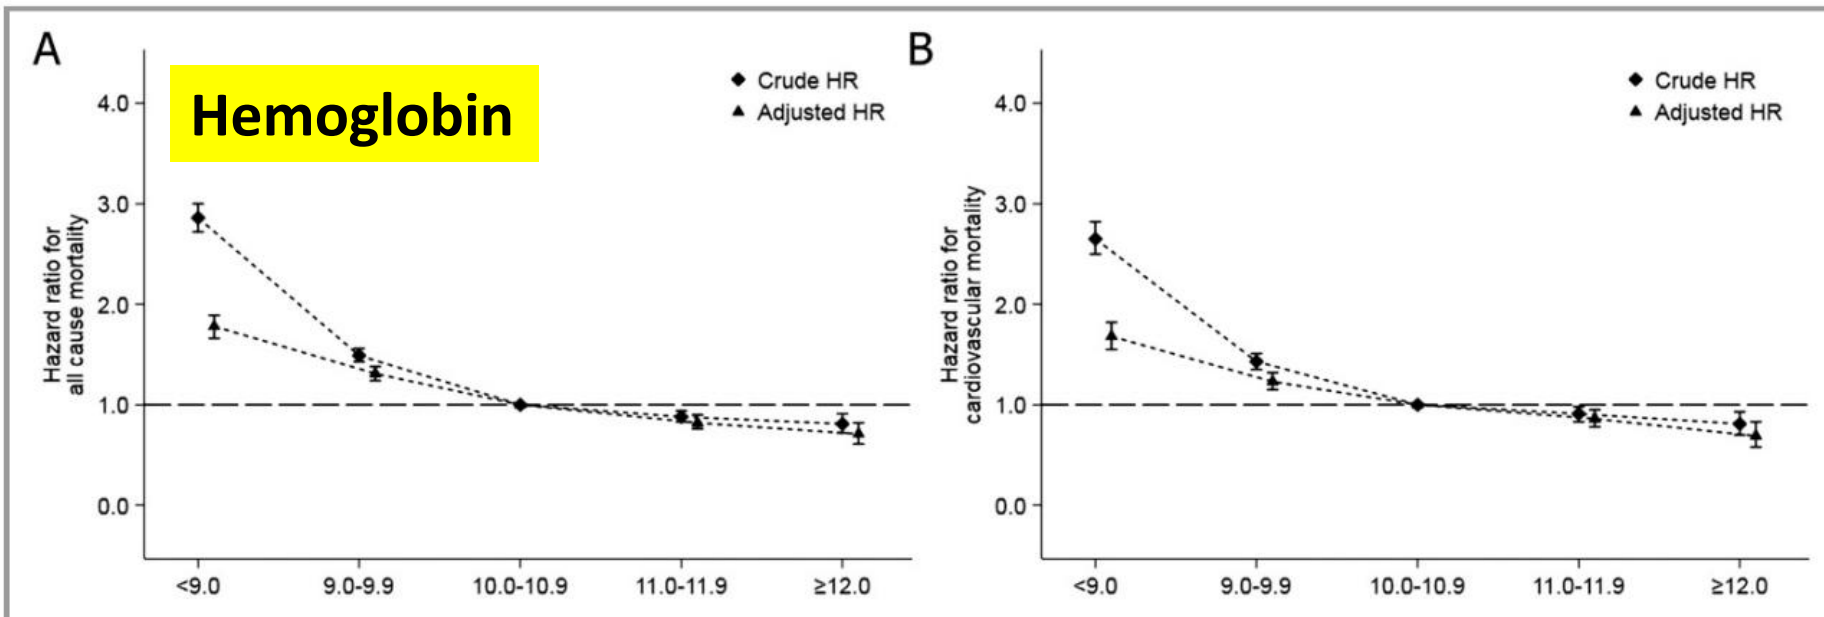 A
Hemoglobin
Crude HR
Adjusted HR
Hazard ratio for
all cause mortality
4.0
3.0
2.0
1.0
0.0
<9.0
9.0-9.9
10.0-10.9
11.0-11.9
≥12.0
B
Crude HR
Adjusted HR
Hazard ratio for
cardiovascular mortality
4.0
3.0
2.0
1.0
0.0
<9.0
9.0-9.9
10.0-10.9
11.0-11.9
≥12.0